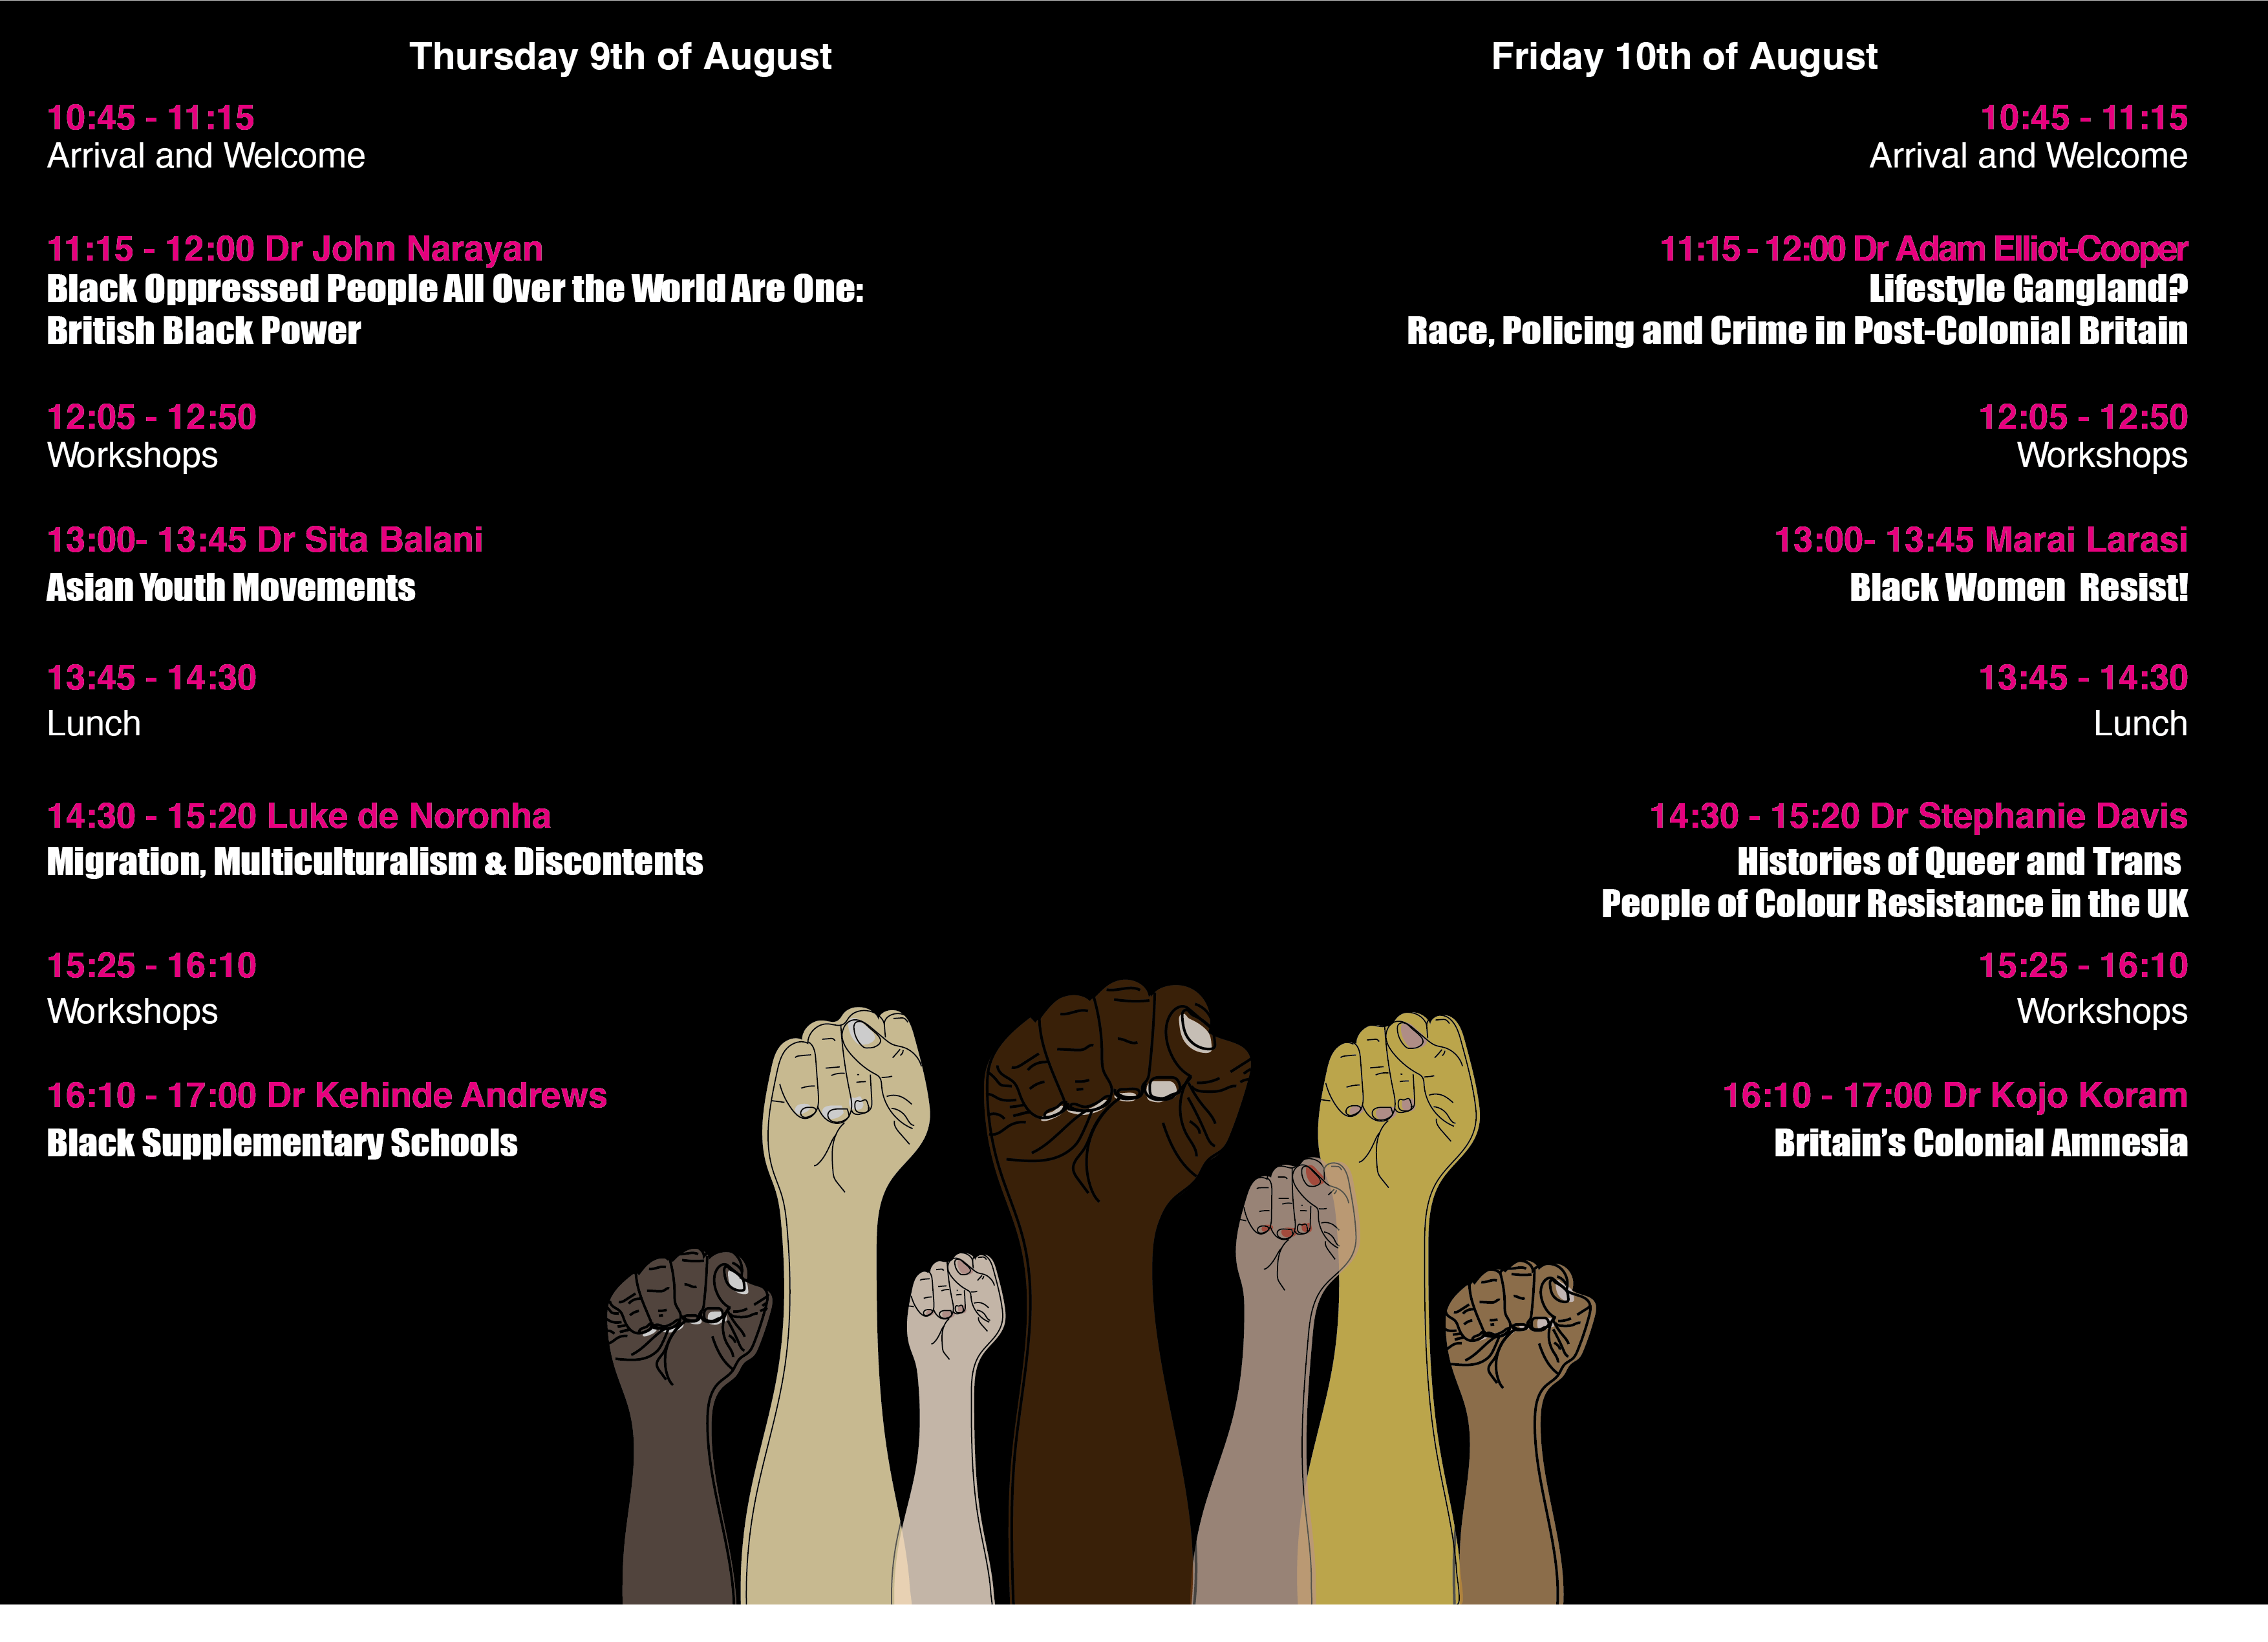 Thursday 9th of August
10:45 - 11:15
Arrival and Welcome
11:15 - 12:00 Dr John Narayan
Black Oppressed People All Over the World Are One:
British Black Power
12:05 - 12:50
Workshops
13:00- 13:45 Dr Sita Balani
Asian Youth Movements
13:45 - 14:30
Lunch
14:30 - 15:20 Luke de Noronha
Migration, Multiculturalism & Discontents
15:25 - 16:10
Workshops
16:10 - 17:00 Dr Kehinde Andrews
Black Supplementary Schools
Friday 10th of August
10:45 - 11:15
Arrival and Welcome
11:15 - 12:00 Dr Adam Elliot-Cooper
Lifestyle Gangland?
Race, Policing and Crime in Post-Colonial Britain
12:05 - 12:50
Workshops
13:00- 13:45 Marai Larasi
Black Women  Resist!
13:45 - 14:30
Lunch
14:30 - 15:20 Dr Stephanie Davis
Histories of Queer and Trans
People of Colour Resistance in the UK
15:25 - 16:10
Workshops
16:10 - 17:00 Dr Kojo Koram
Britain’s Colonial Amnesia